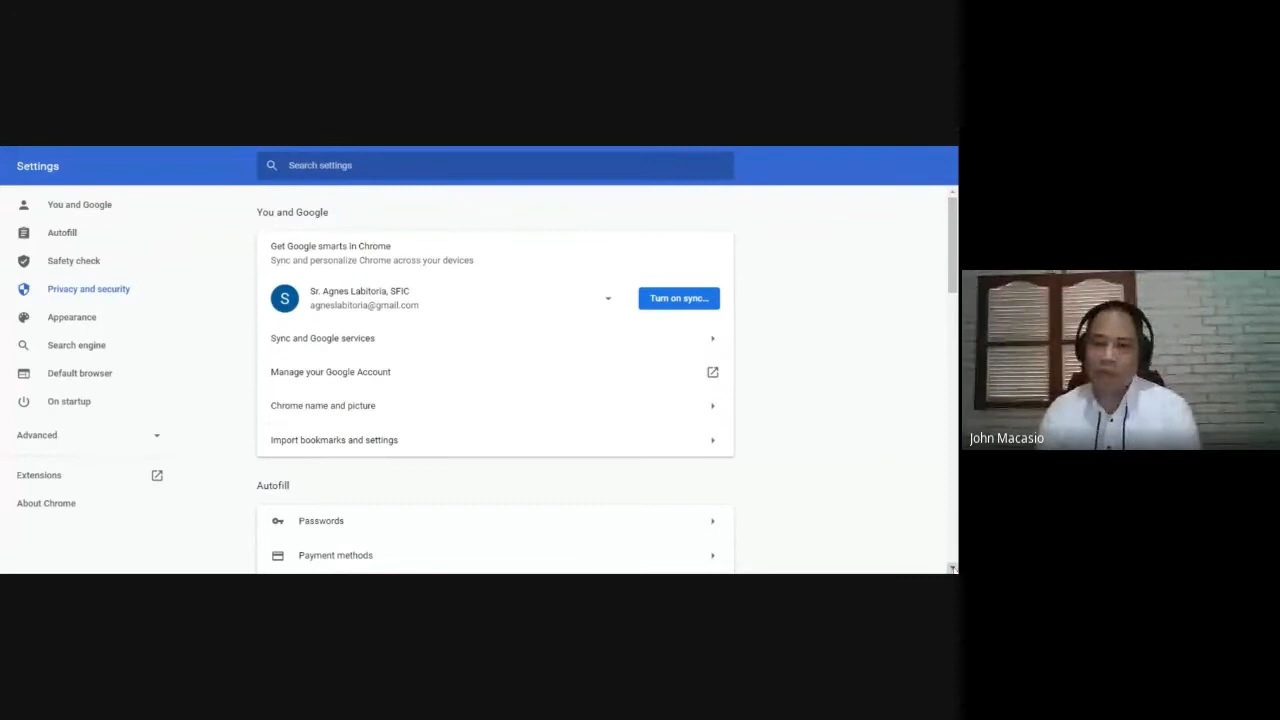 Settings
Search settings
You and Google
Autofill
Safety check
Privacy and security
Appearance
Search engine
Default browser
On startup
Advanced
Extensions
About Chrome
You and Google
Get Google smarts in Chrome
Sync and personalize Chrome across your devices
S
Sr. Agnes Labitoria, SFIC
agneslabitoria@gmail.com
Turn on sync...
Sync and Google services
Manage your Google Account
Chrome name and picture
Import bookmarks and settings
Autofill
Passwords
Payment methods
John Macasio